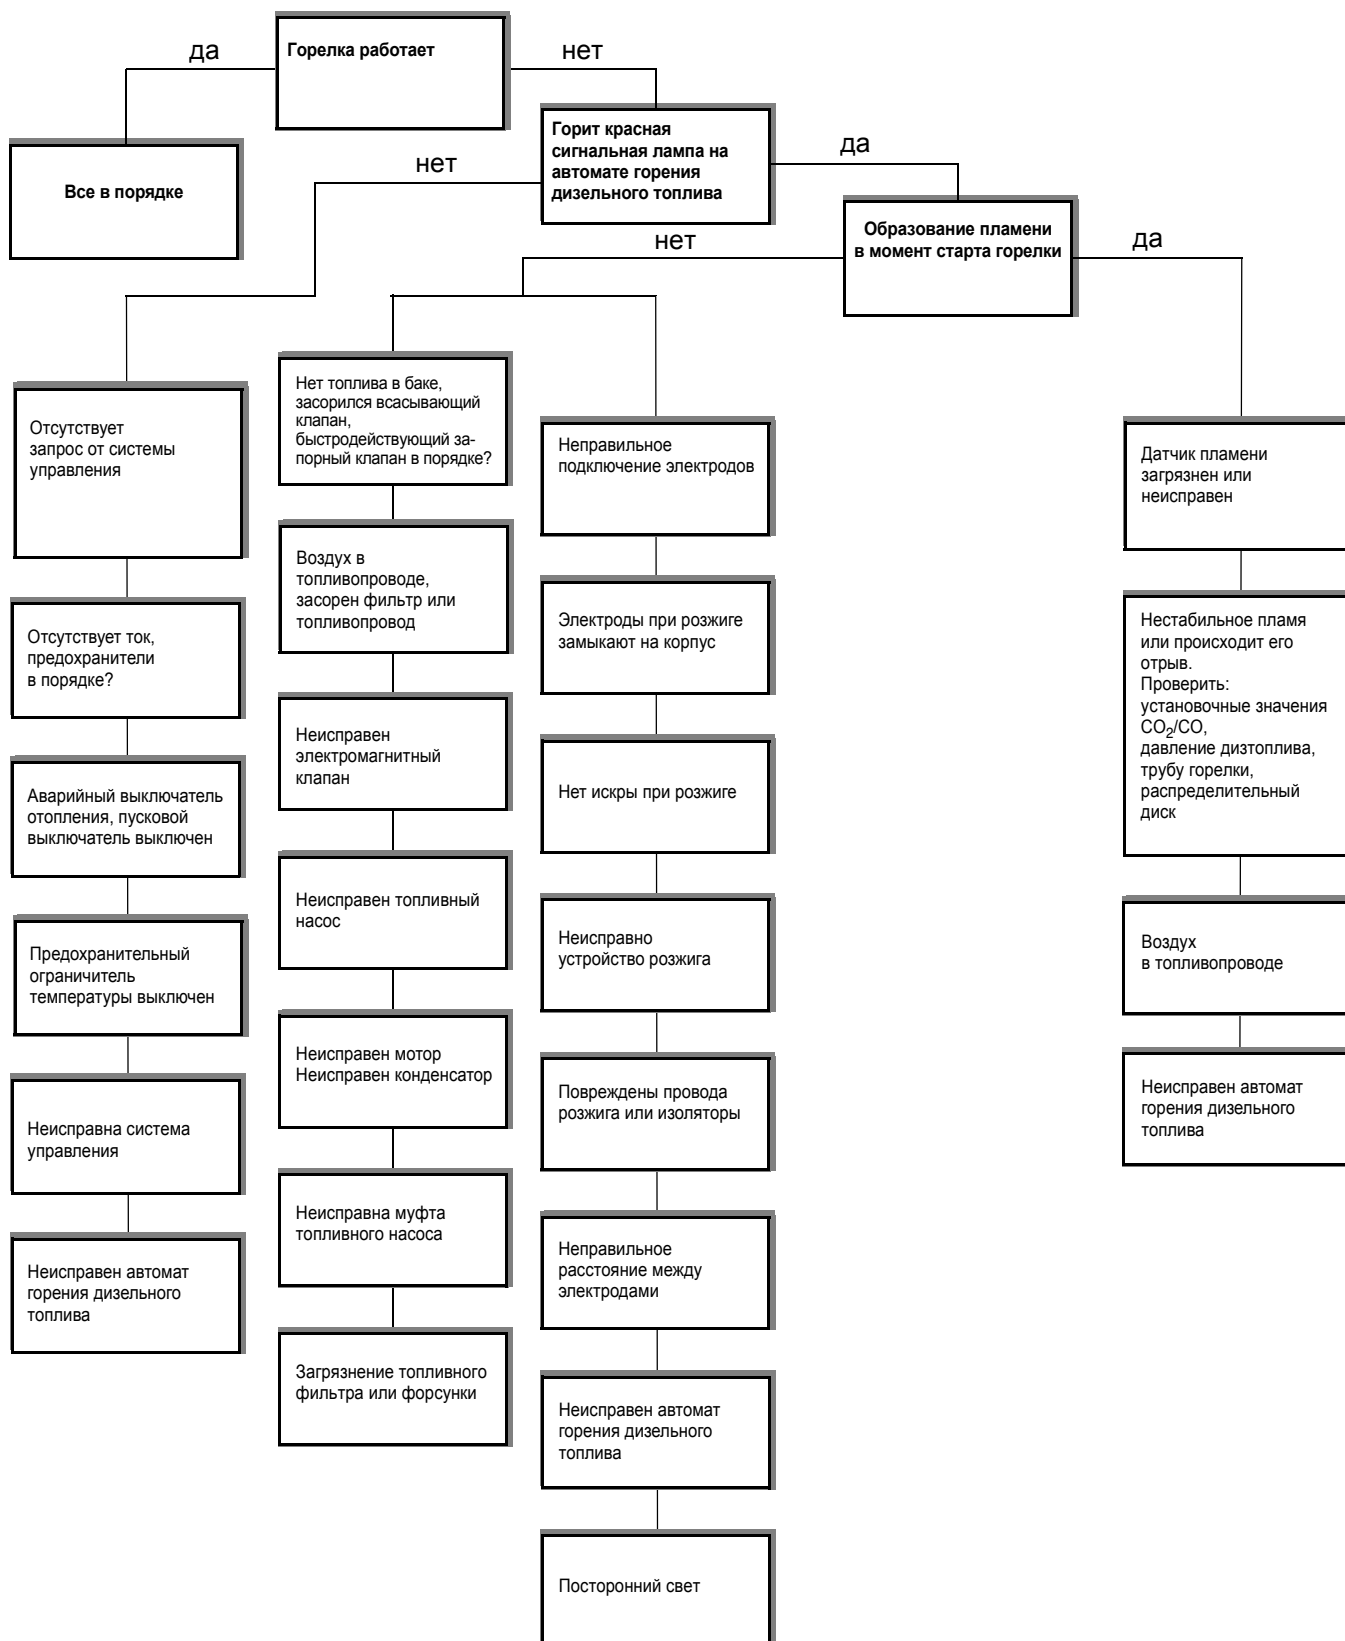 да
Горелка работает
нет
Все в порядке
нет
Горит красная
сигнальная лампа на
автомате горения
дизельного топлива
да
нет
Образование пламени
в момент старта горелки
да
Отсутствует
запрос от системы
управления
Отсутствует ток,
предохранители
в порядке?
Аварийный выключатель
отопления, пусковой
выключатель выключен
Предохранительный
ограничитель
температуры выключен
Неисправна система
управления
Неисправен автомат
горения дизельного
топлива
Нет топлива в баке,
засорился всасывающий
клапан,
быстродействующий за-
порный клапан в порядке?
Воздух в
топливопроводе,
засорен фильтр или
топливопровод
Неисправен
электромагнитный
клапан
Неисправен топливный
насос
Неисправен мотор
Неисправен конденсатор
Неисправна муфта
топливного насоса
Загрязнение топливного
фильтра или форсунки
Неправильное
подключение электродов
Электроды при розжиге
замыкают на корпус
Нет искры при розжиге
Неисправно
устройство розжига
Повреждены провода
розжига или изоляторы
Неправильное
расстояние между
электродами
Неисправен автомат
горения дизельного
топлива
Посторонний свет
Датчик пламени
загрязнен или
неисправен
Нестабильное пламя
или происходит его
отрыв.
Проверить:
установочные значения
CO₂/CO,
давление дизтоплива,
трубу горелки,
распределительный
диск
Воздух
в топливопроводе
Неисправен автомат
горения дизельного
топлива